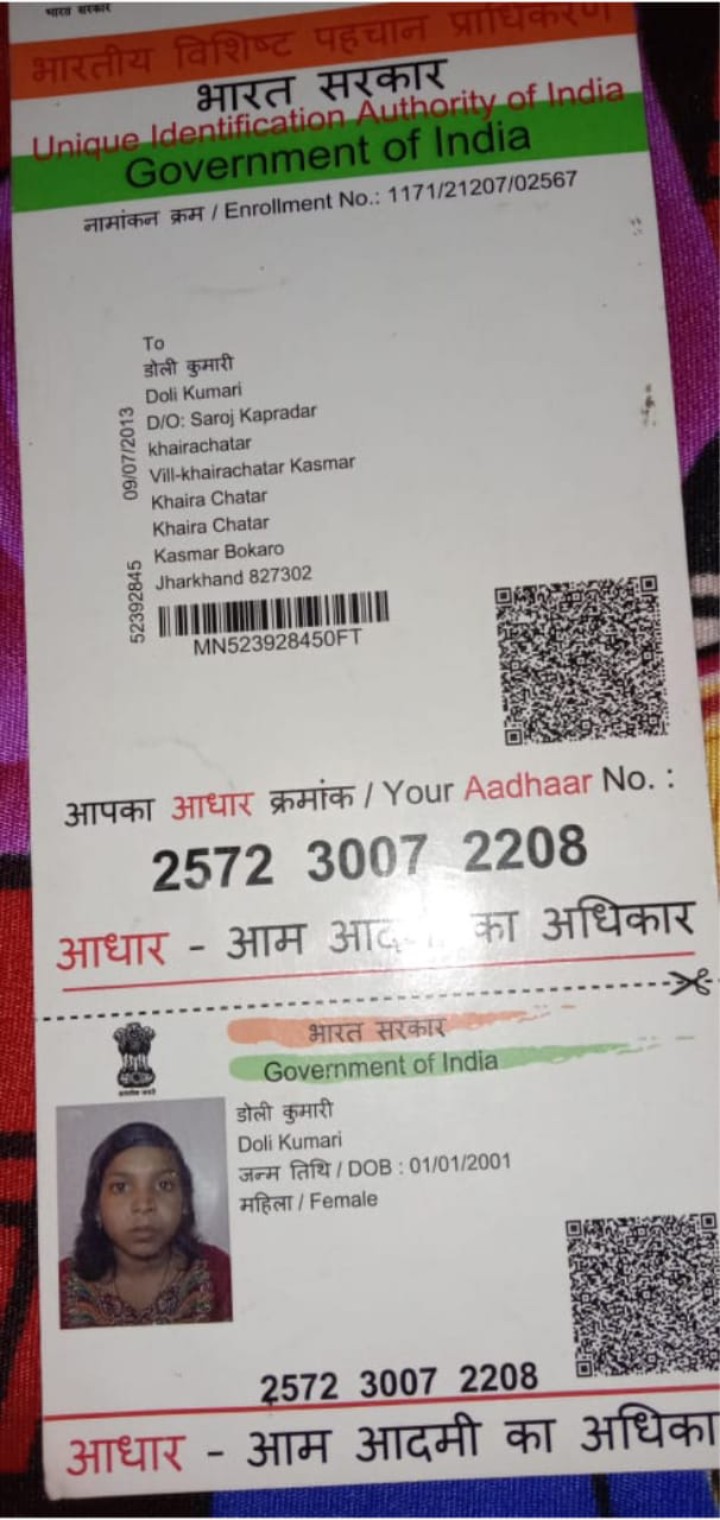 भारत सरकार
भारतीय विशिष्ट पहचान प्राधिकरण
भारत सरकार
Unique Identification Authority of India
Government of India
नामांकन क्रम / Enrollment No.: 1171/21207/02567
To
डोली कुमारी
Doli Kumari
D/O: Saroj Kapradar
khairachatar
Vill-khairachatar Kasmar
Khaira Chatar
Khaira Chatar
Kasmar Bokaro
Jharkhand 827302
09/07/2013
52392845
MN523928450FT
आपका आधार क्रमांक / Your Aadhaar No. :
2572 3007 2208
आधार - आम का अधिकार
भारत सरकार
Government of India
डोली कुमारी
Doli Kumari
जन्म तिथि / DOB : 01/01/2001
महिला / Female
2572 3007 2208
आधार - आम आदमी का अधिका